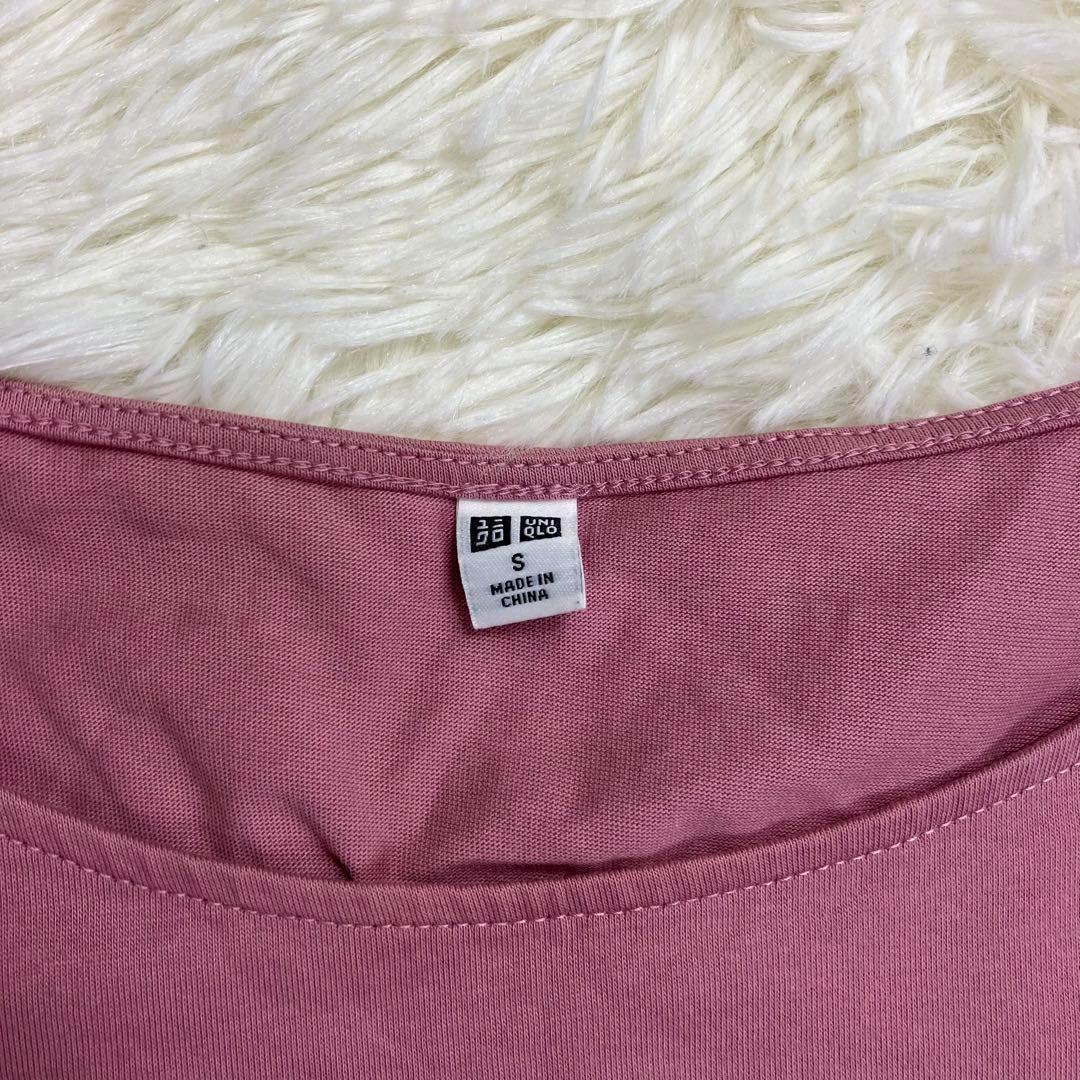 ユニ UNI
クロ QLO
S
MADE IN
CHINA